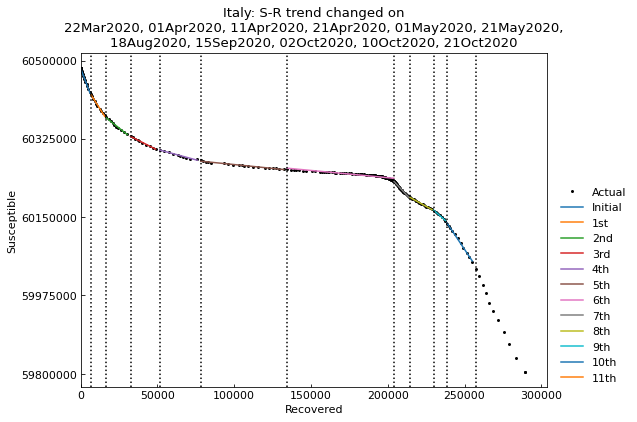 Italy: S-R trend changed on
22Mar2020, 01Apr2020, 11Apr2020, 21Apr2020, 01May2020, 21May2020,
18Aug2020, 15Sep2020, 02Oct2020, 10Oct2020, 21Oct2020
60500000
60325000
60150000
59975000
59800000
Susceptible
0
50000
100000
150000
200000
250000
300000
Recovered
Actual
Initial
1st
2nd
3rd
4th
5th
6th
7th
8th
9th
10th
11th